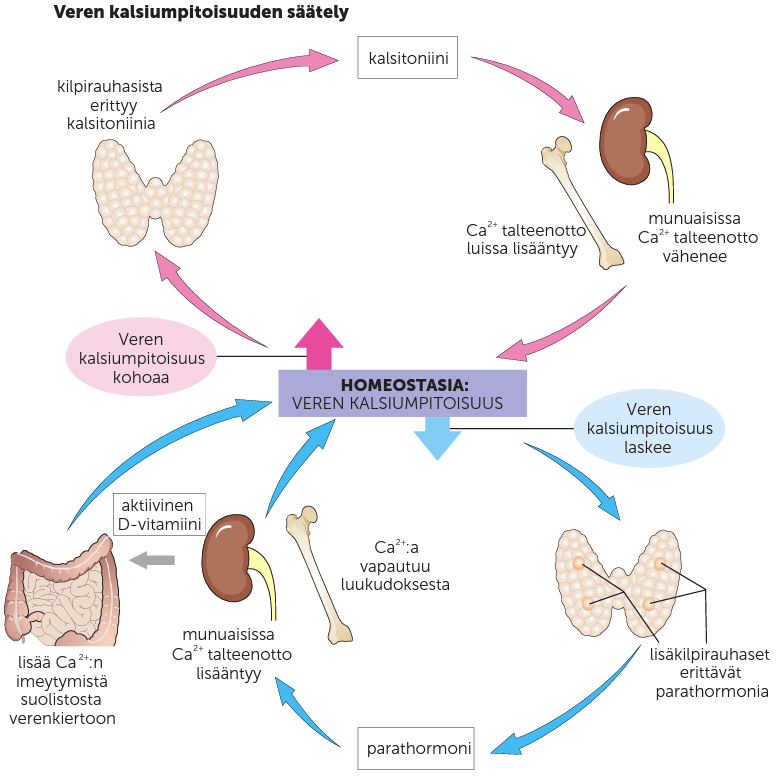 Veren kalsiumpitoisuuden säätely
kalsitoniini
kilpirauhasista
erittyy
kalsitoniinia
Ca²⁺ talteenotto
luissa lisääntyy
munuaisissa
Ca²⁺ talteenotto
vähenee
Veren
kalsiumpitoisuus
kohoaa
HOMEOSTASIA:
VEREN KALSIUMPITOISUUS
Veren
kalsiumpitoisuus
laskee
aktiivinen
D-vitamiini
Ca²⁺:a
vapautuu
luukudoksesta
munuaisissa
Ca²⁺ talteenotto
lisääntyy
lisää Ca²⁺:n
imeytymistä
suolistosta
verenkiertoon
lisäkilpirauhaset
erittävät
parathormonia
parathormoni